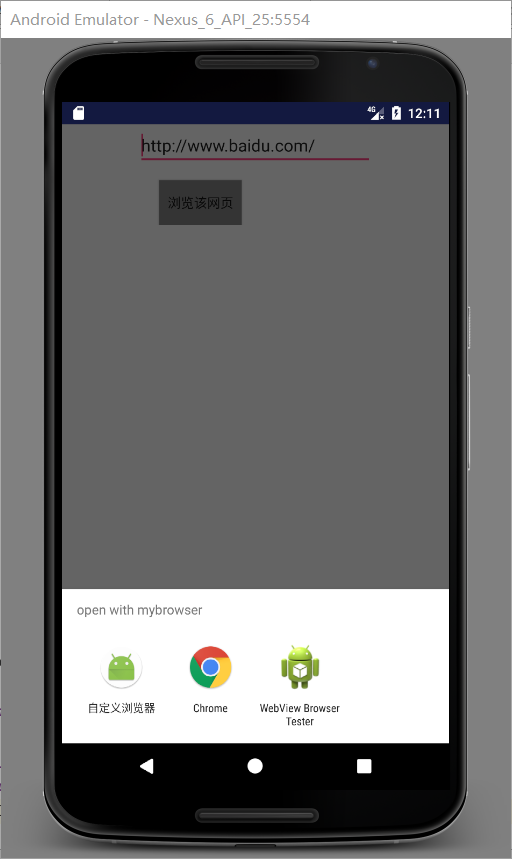 Android Emulator - Nexus_6_API_25:5554
4G 12:11
http://www.baidu.com/
浏览该网页
open with mybrowser
自定义浏览器
Chrome
WebView Browser
Tester